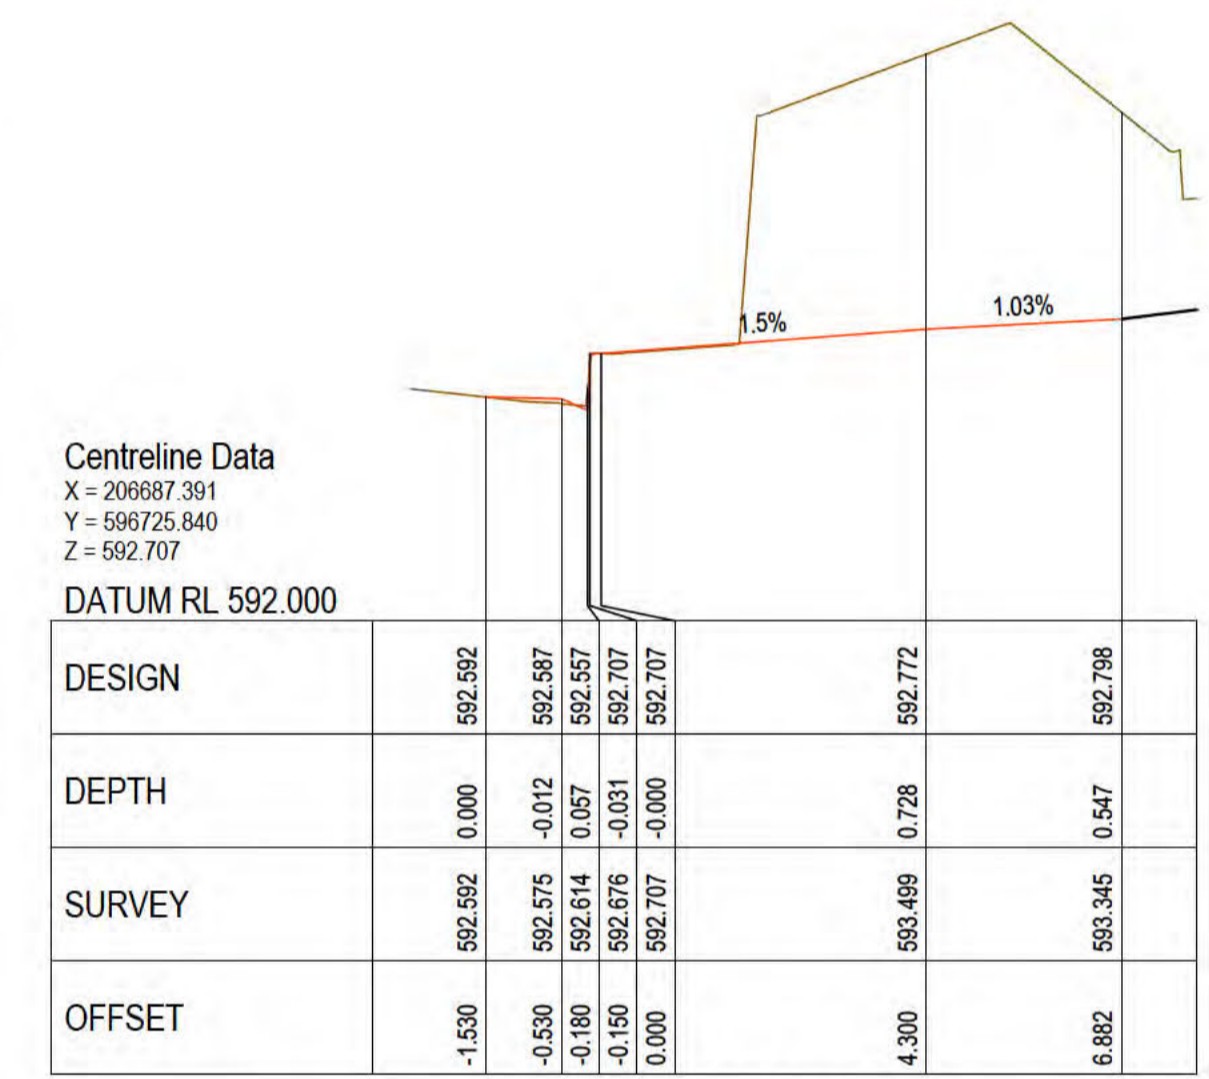 1.5%
1.03%
Centreline Data
X = 206687.391
Y = 596725.840
Z = 592.707
DATUM RL 592.000
DESIGN 592.592 592.587 592.557 592.707 592.707 592.772 592.798
DEPTH 0.000 -0.012 0.057 -0.031 -0.000 0.728 0.547
SURVEY 592.592 592.575 592.614 592.676 592.707 593.499 593.345
OFFSET -1.530 -0.530 -0.180 -0.150 0.000 4.300 6.882